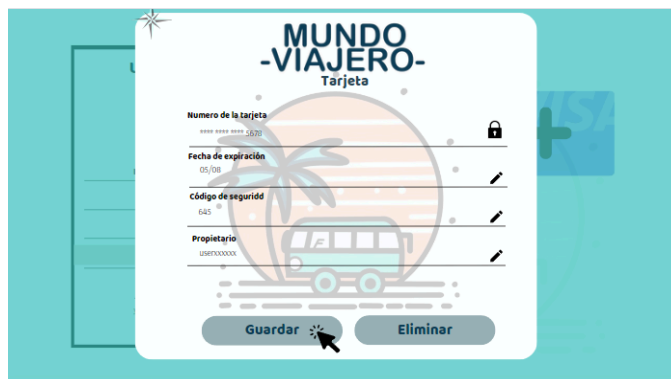 MUNDO
-VIAJERO-
Tarjeta
Numero de la tarjeta
**** **** **** 5678
Fecha de expiración
05/08
Código de seguridd
645
Propietario
userxxxxxx
Guardar
Eliminar